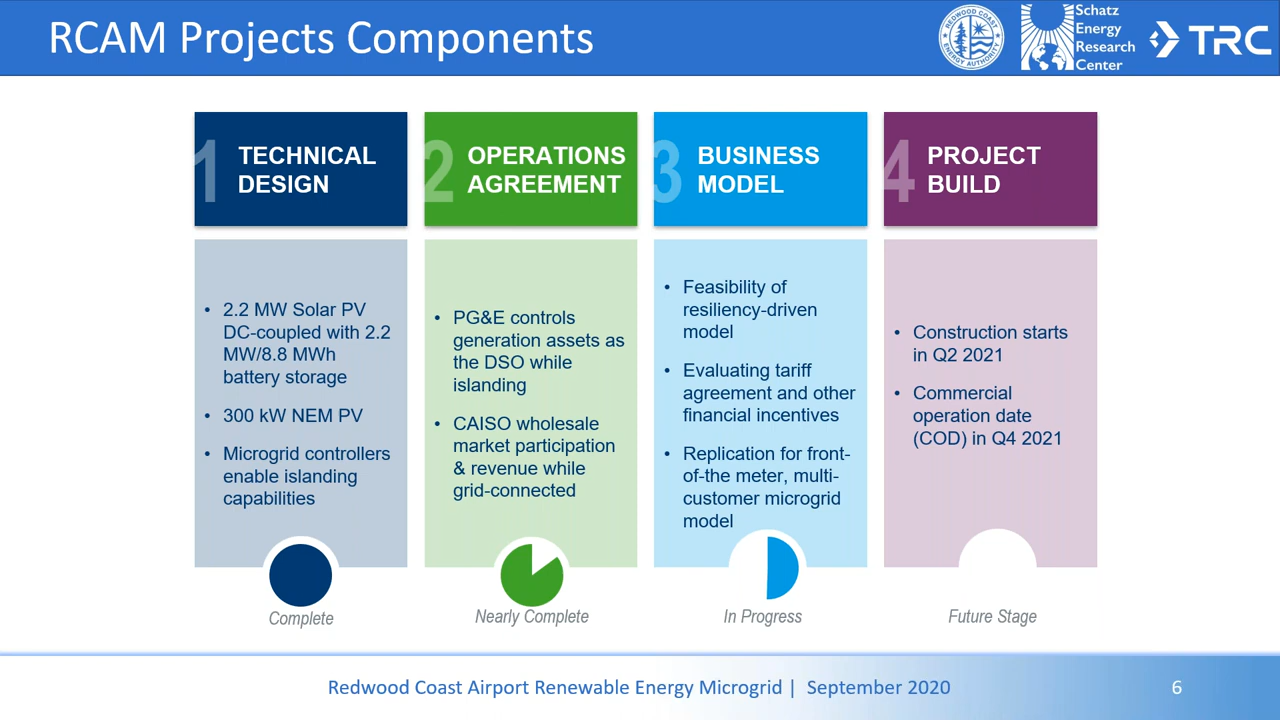 RCAM Projects Components
REDWOOD COAST
ENERGY AUTHORITY
Schatz
Energy
Research
Center
TRC
1
TECHNICAL
DESIGN
• 2.2 MW Solar PV
DC-coupled with 2.2
MW/8.8 MWh
battery storage
• 300 kW NEM PV
• Microgrid controllers
enable islanding
capabilities
Complete
2
OPERATIONS
AGREEMENT
• PG&E controls
generation assets as
the DSO while
islanding
• CAISO wholesale
market participation
& revenue while
grid-connected
Nearly Complete
3
BUSINESS
MODEL
• Feasibility of
resiliency-driven
model
• Evaluating tariff
agreement and other
financial incentives
• Replication for front-
of-the meter, multi-
customer microgrid
model
In Progress
4
PROJECT
BUILD
• Construction starts
in Q2 2021
• Commercial
operation date
(COD) in Q4 2021
Future Stage
Redwood Coast Airport Renewable Energy Microgrid | September 2020
6